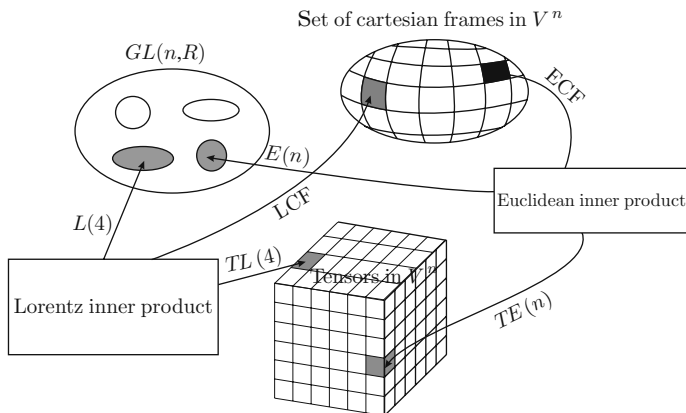 Set of cartesian frames in V^n
GL(n,R)
ECF
E(n)
L(4)
LCF
Euclidean inner product
TL(4)
Tensors in V^n
Lorentz inner product
TE(n)